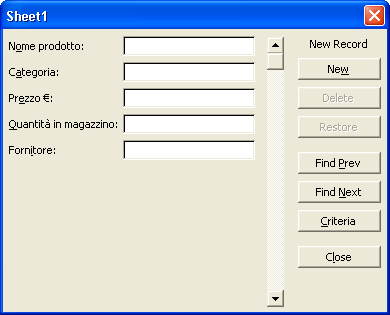 Sheet1
Nome prodotto:
New Record
New
Categoria:
Prezzo €:
Delete
Quantità in magazzino:
Restore
Fornitore:
Find Prev
Find Next
Criteria
Close